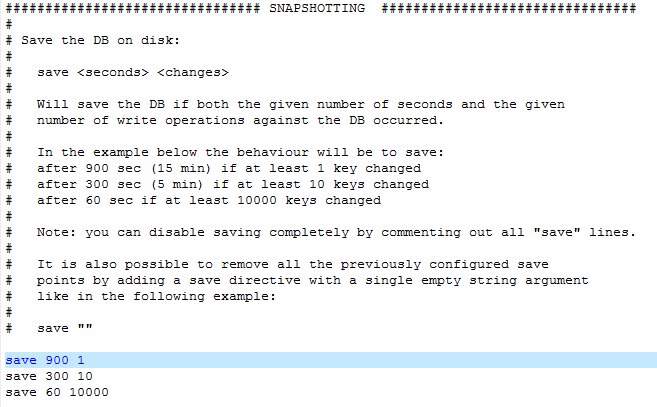 ################################ SNAPSHOTTING  ################################
#
# Save the DB on disk:
#
#   save <seconds> <changes>
#
#   Will save the DB if both the given number of seconds and the given
#   number of write operations against the DB occurred.
#
#   In the example below the behaviour will be to save:
#   after 900 sec (15 min) if at least 1 key changed
#   after 300 sec (5 min) if at least 10 keys changed
#   after 60 sec if at least 10000 keys changed
#
#   Note: you can disable saving completely by commenting out all "save" lines.
#
#   It is also possible to remove all the previously configured save
#   points by adding a save directive with a single empty string argument
#   like in the following example:
#
#   save ""

save 900 1
save 300 10
save 60 10000